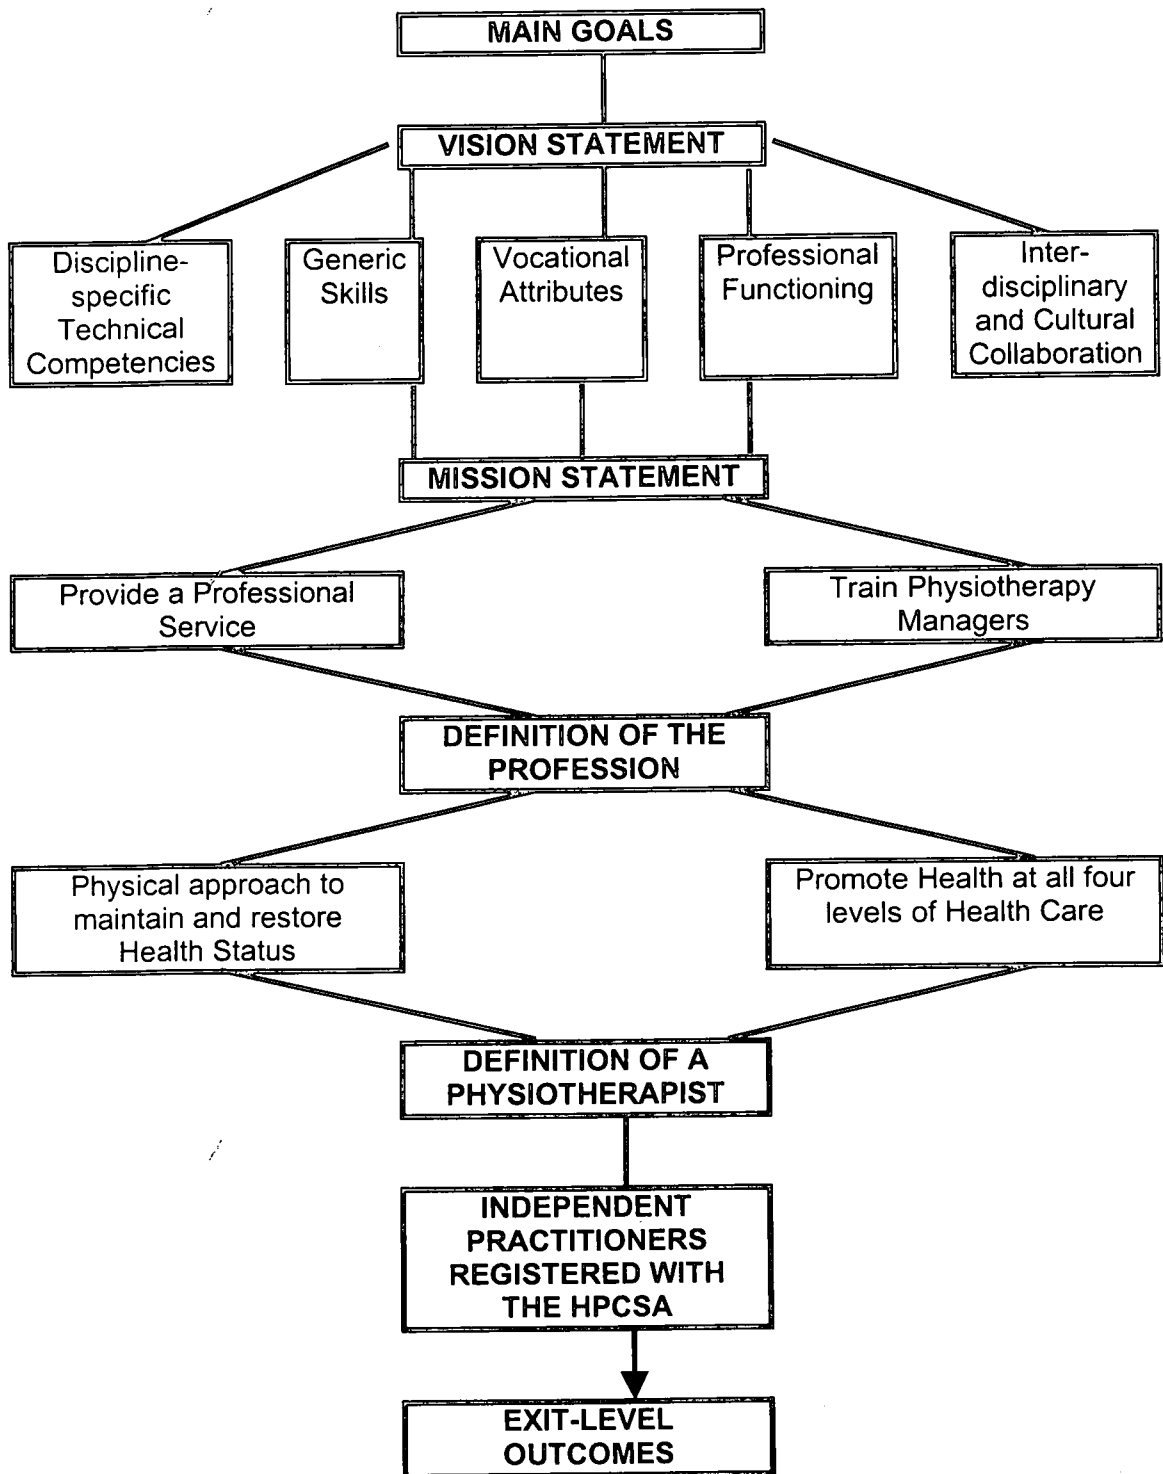 MAIN GOALS
VISION STATEMENT
Discipline-
specific
Technical
Competencies
Generic
Skills
Vocational
Attributes
Professional
Functioning
Inter-
disciplinary
and Cultural
Collaboration
MISSION STATEMENT
Provide a Professional
Service
Train Physiotherapy
Managers
DEFINITION OF THE
PROFESSION
Physical approach to
maintain and restore
Health Status
Promote Health at all four
levels of Health Care
DEFINITION OF A
PHYSIOTHERAPIST
INDEPENDENT
PRACTITIONERS
REGISTERED WITH
THE HPCSA
EXIT-LEVEL
OUTCOMES